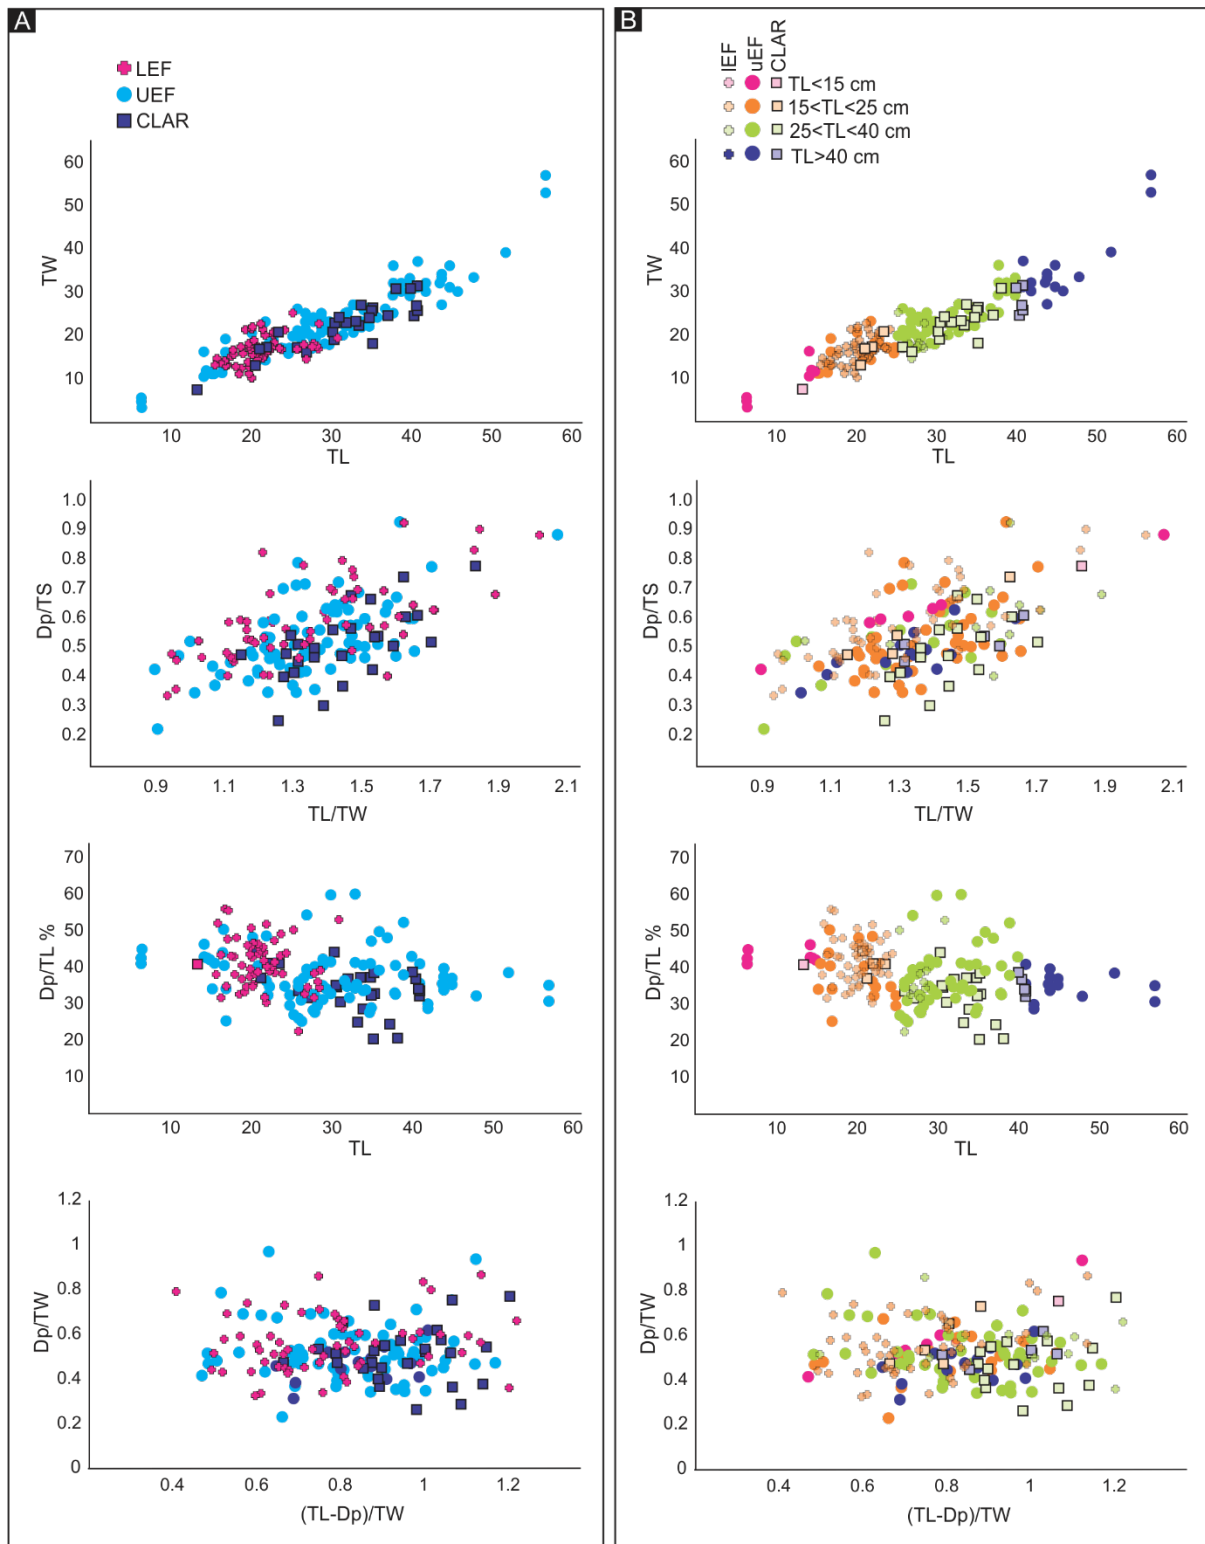 A
LEF
UEF
CLAR
60
50
40
30
20
10
TW
10 20 30 40 50 60
TL
1.0
0.9
0.8
0.7
0.6
0.5
0.4
0.3
0.2
Dp/TS
0.9 1.1 1.3 1.5 1.7 1.9 2.1
TL/TW
70
60
50
40
30
20
10
Dp/TL %
10 20 30 40 50 60
TL
1.2
1
0.8
0.6
0.4
0.2
0
Dp/TW
0.4 0.6 0.8 1 1.2
(TL-Dp)/TW
B
lEF
uEF
CLAR
TL<15 cm
15<TL<25 cm
25<TL<40 cm
TL>40 cm
60
50
40
30
20
10
TW
10 20 30 40 50 60
TL
1.0
0.9
0.8
0.7
0.6
0.5
0.4
0.3
0.2
Dp/TS
0.9 1.1 1.3 1.5 1.7 1.9 2.1
TL/TW
70
60
50
40
30
20
10
Dp/TL %
10 20 30 40 50 60
TL
1.2
1
0.8
0.6
0.4
0.2
0
Dp/TW
0.4 0.6 0.8 1 1.2
(TL-Dp)/TW